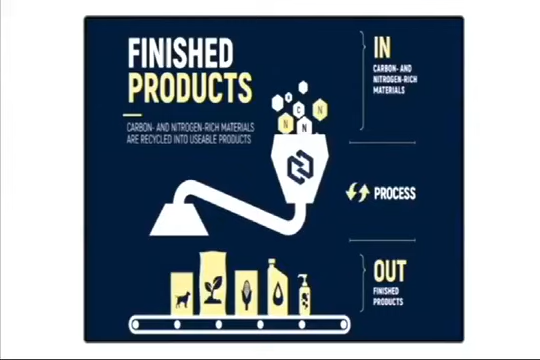 FINISHED
PRODUCTS
CARBON- AND NITROGEN-RICH MATERIALS
ARE RECYCLED INTO USEABLE PRODUCTS
C
N
N
N
IN
CARBON- AND
NITROGEN-RICH
MATERIALS
PROCESS
OUT
FINISHED
PRODUCTS